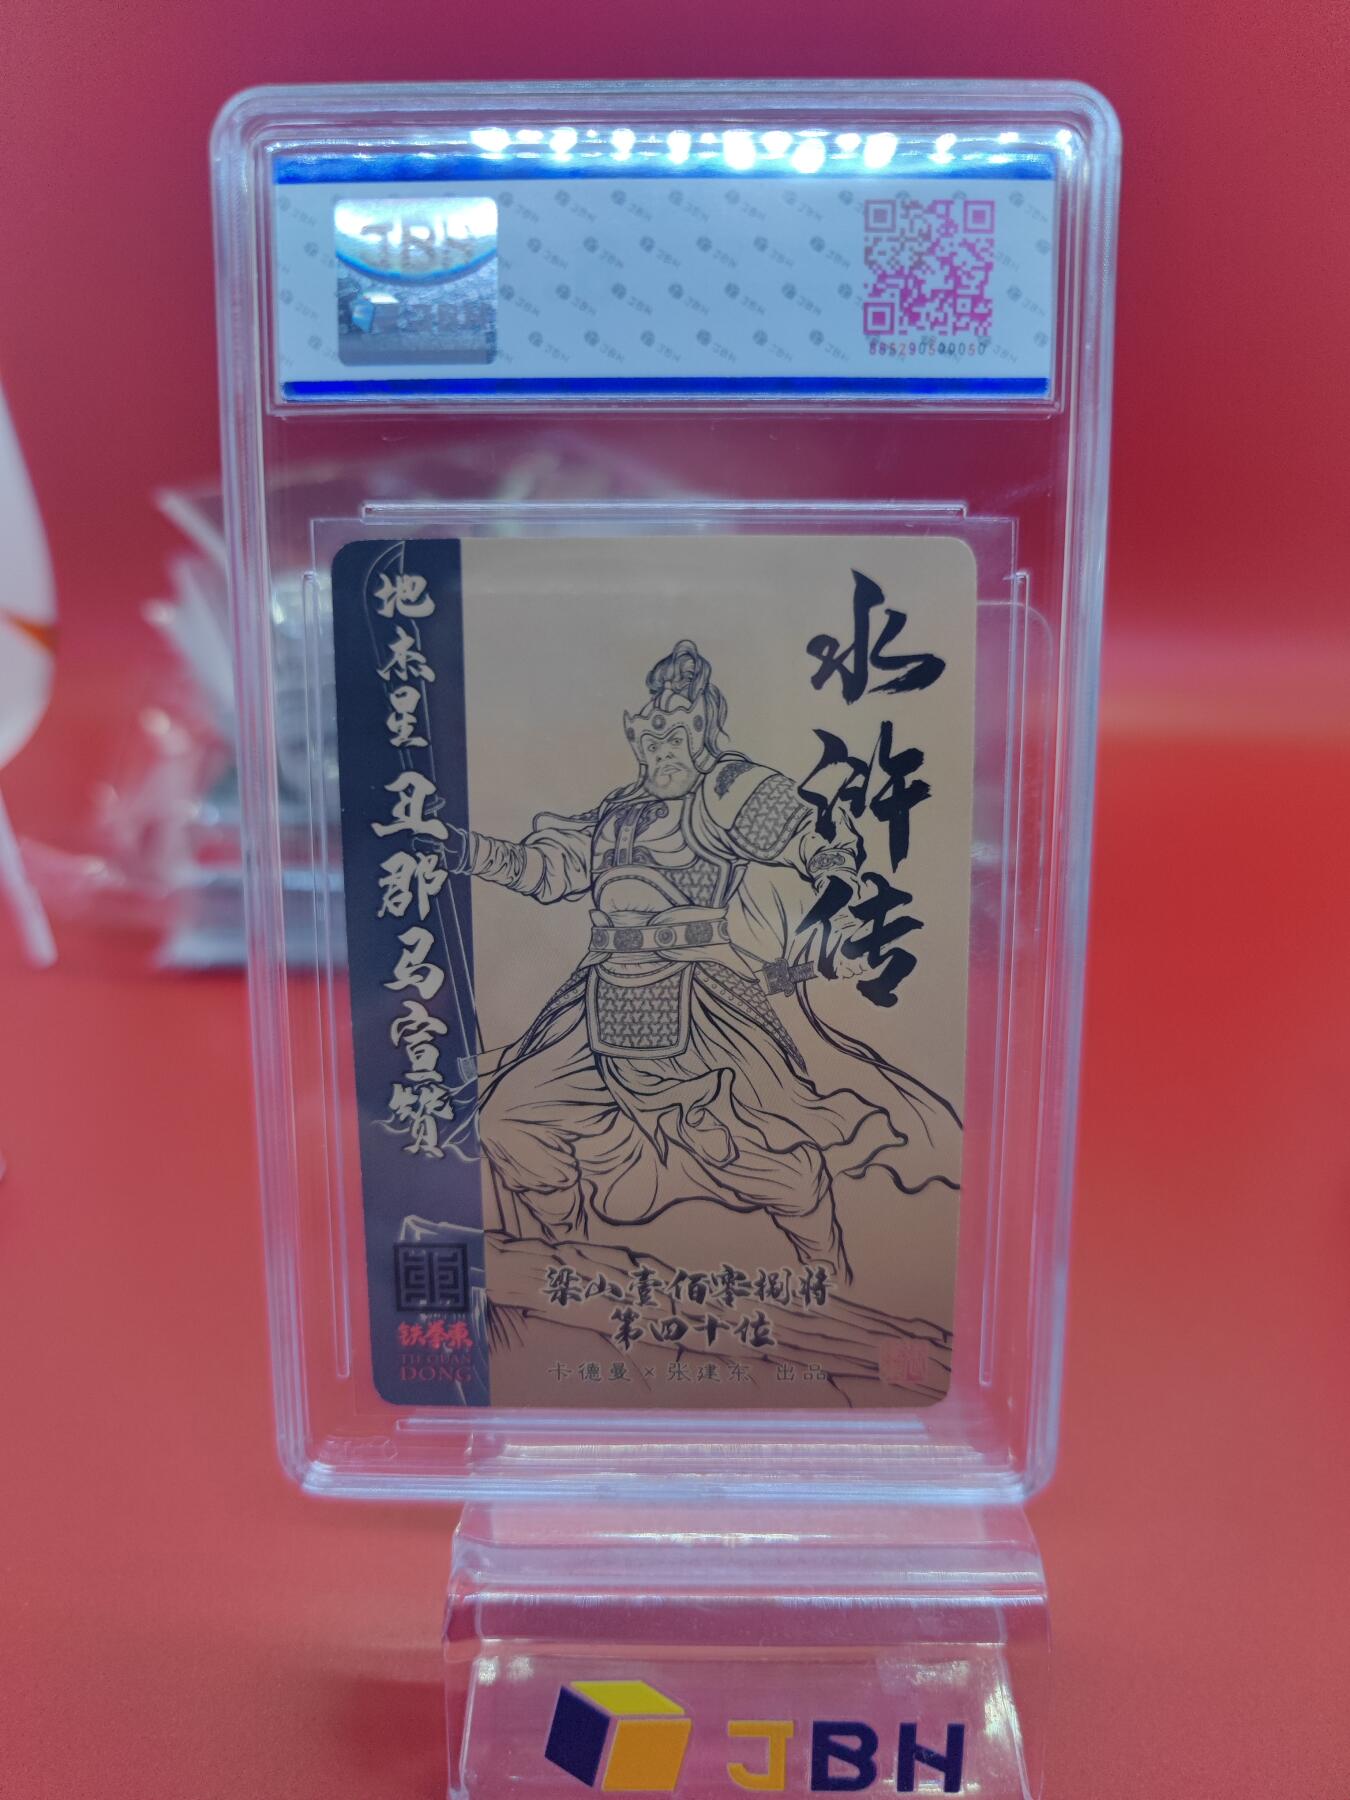 JBH
885290500050
水浒传
地杰星 丑郡马宣赞
梁山壹佰零捌将
第四十位
卡德曼×张建东 出品
铁拳東
TIE QUAN
DONG
JBH